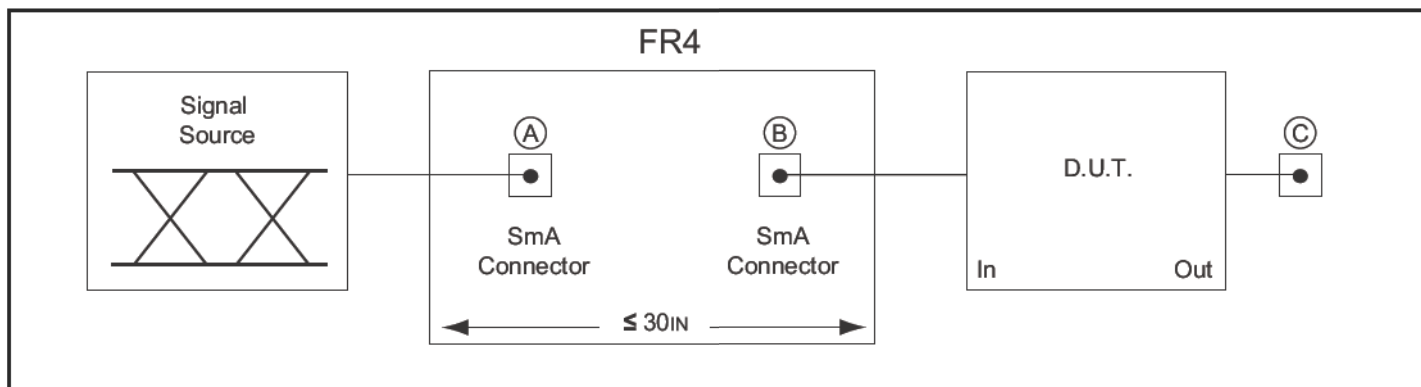 FR4
Signal
Source
A
B
C
D.U.T.
SmA
Connector
SmA
Connector
In
Out
≤ 30IN